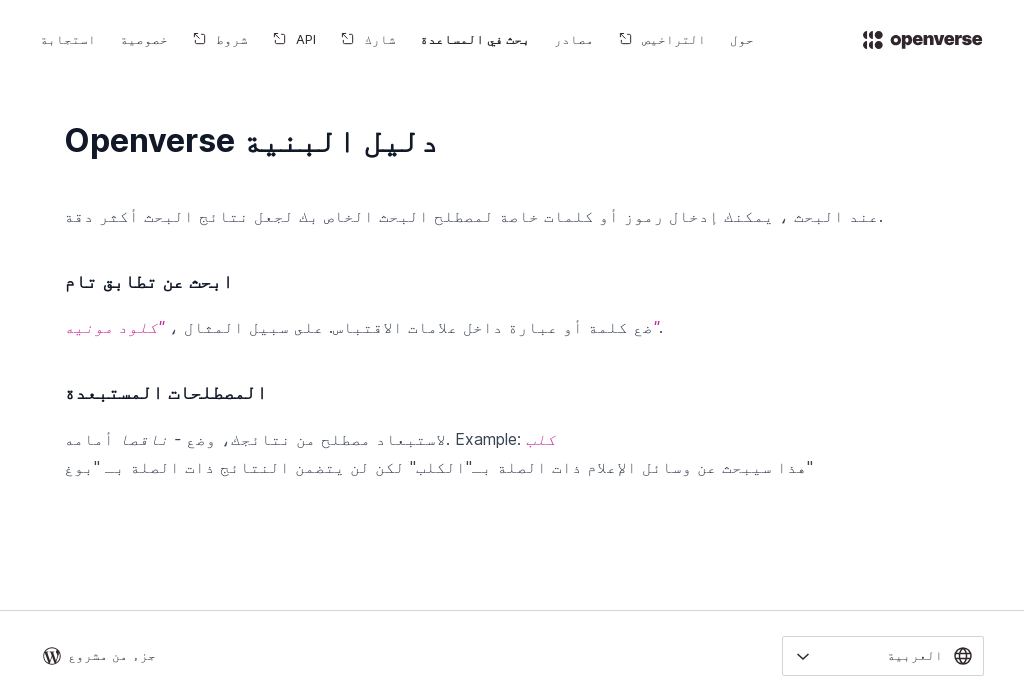 openverse
حول
التراخيص
مصادر
بحث في المساعدة
شارك
API
شروط
خصوصية
استجابة
Openverse دليل البنية
عند البحث ، يمكنك إدخال رموز أو كلمات خاصة لمصطلح البحث الخاص بك لجعل نتائج البحث أكثر دقة.
ابحث عن تطابق تام
ضع كلمة أو عبارة داخل علامات الاقتباس. على سبيل المثال ، "كلود مونيه".
المصطلحات المستبعدة
لاستبعاد مصطلح من نتائجك، وضع - ناقصا أمامه. Example: كلب
هذا سيبحث عن وسائل الإعلام ذات الصلة بـ"الكلب" لكن لن يتضمن النتائج ذات الصلة بـ "بوغ"
العربية
جزء من مشروع